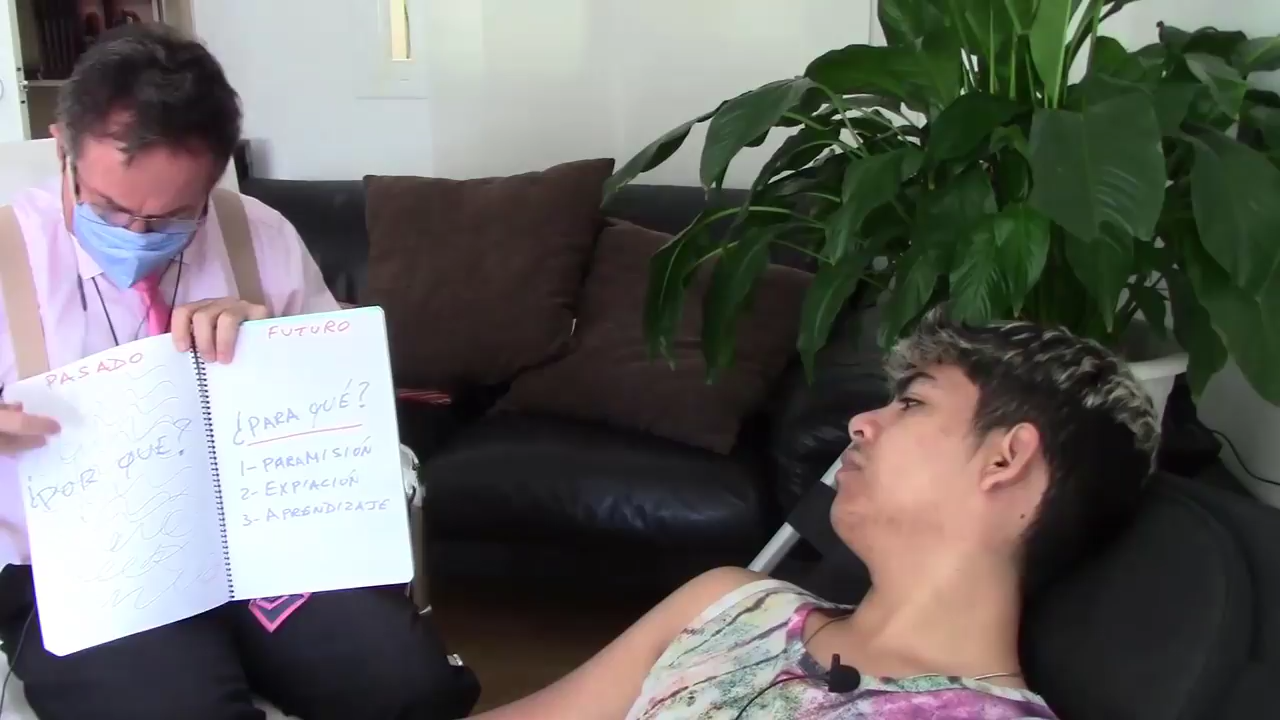 PASADO
¿POR QUÉ?
FUTURO
¿PARA QUÉ?
1- PARAMISIÓN
2- EXPIACIÓN
3- APRENDIZAJE